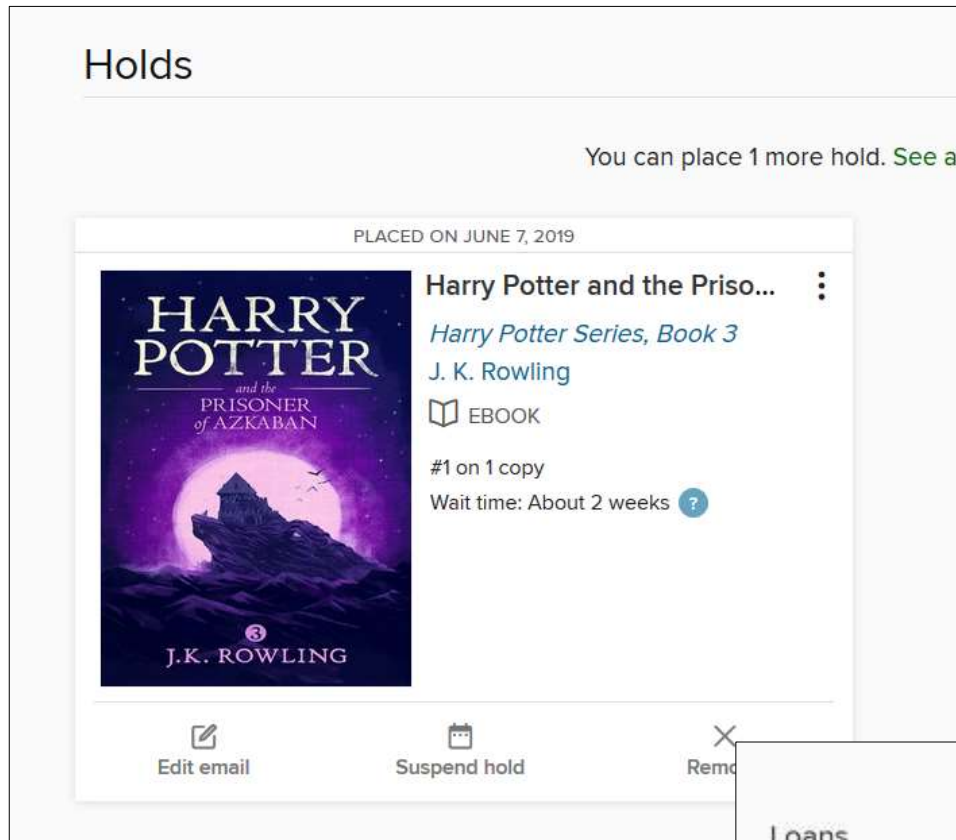 Holds
You can place 1 more hold. See a
PLACED ON JUNE 7, 2019
HARRY
POTTER
and the
PRISONER
of AZKABAN
3
J.K. ROWLING
Harry Potter and the Priso...
Harry Potter Series, Book 3
J. K. Rowling
EBOOK
#1 on 1 copy
Wait time: About 2 weeks ?
Edit email
Suspend hold
Remo
Loans